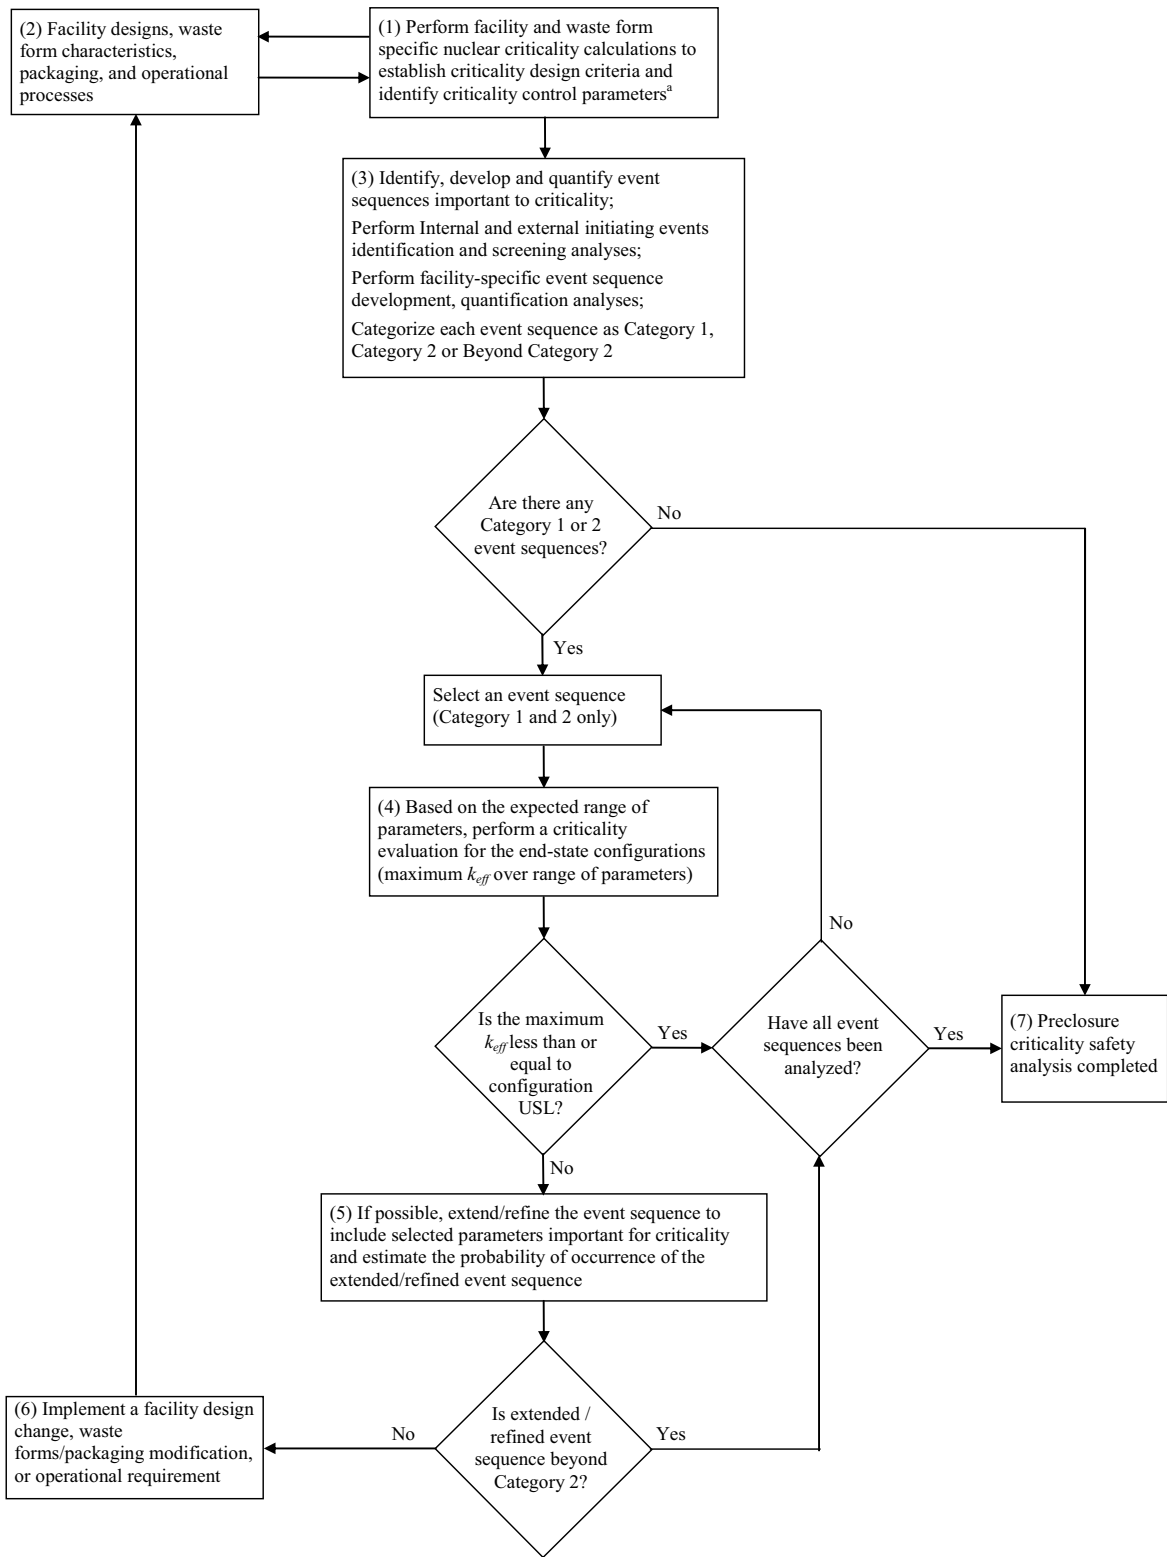 (2) Facility designs, waste
form characteristics,
packaging, and operational
processes
(1) Perform facility and waste form
specific nuclear criticality calculations to
establish criticality design criteria and
identify criticality control parametersᵃ
(3) Identify, develop and quantify event
sequences important to criticality;
Perform Internal and external initiating events
identification and screening analyses;
Perform facility-specific event sequence
development, quantification analyses;
Categorize each event sequence as Category 1,
Category 2 or Beyond Category 2
Are there any
Category 1 or 2
event sequences?
No
Yes
Select an event sequence
(Category 1 and 2 only)
(4) Based on the expected range of
parameters, perform a criticality
evaluation for the end-state configurations
(maximum keff over range of parameters)
No
Is the maximum
keff less than or
equal to
configuration
USL?
Yes
Have all event
sequences been
analyzed?
Yes
(7) Preclosure
criticality safety
analysis completed
No
(5) If possible, extend/refine the event sequence to
include selected parameters important for criticality
and estimate the probability of occurrence of the
extended/refined event sequence
(6) Implement a facility design
change, waste
forms/packaging modification,
or operational requirement
No
Is extended /
refined event
sequence beyond
Category 2?
Yes